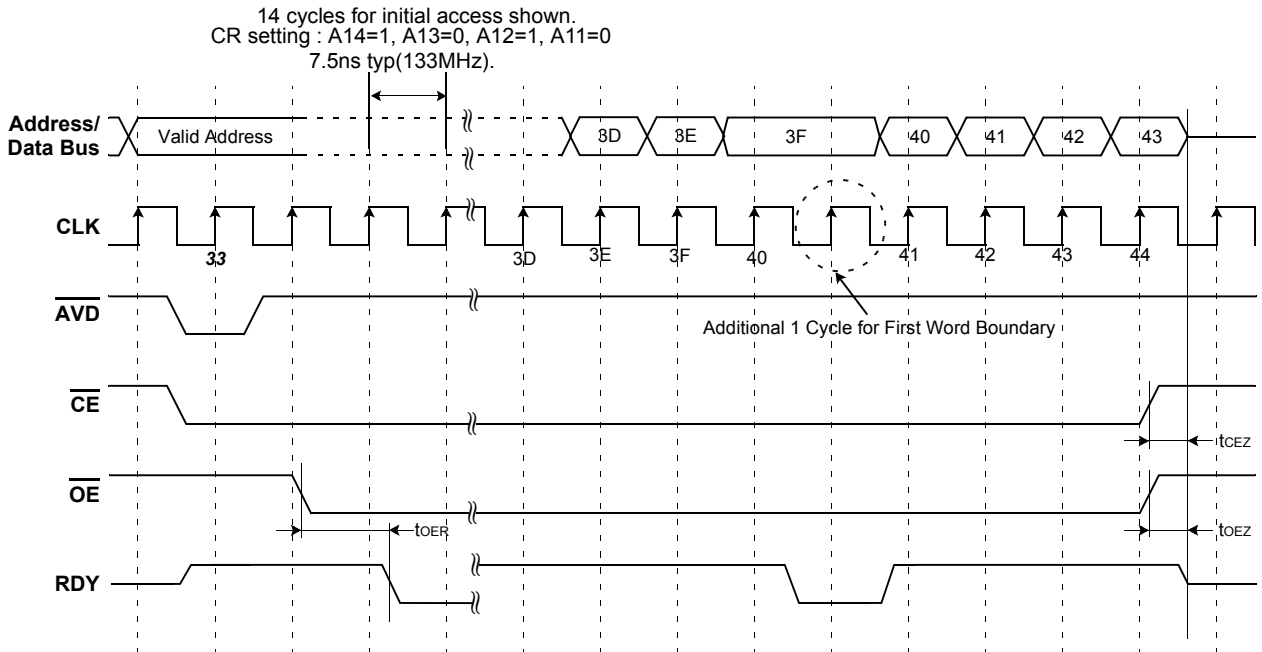 14 cycles for initial access shown.
CR setting : A14=1, A13=0, A12=1, A11=0
7.5ns typ(133MHz).
Address/
Data Bus
Valid Address
3D
3E
3F
40
41
42
43
CLK
33
3D
3E
3F
40
41
42
43
44
AVD
Additional 1 Cycle for First Word Boundary
CE
tCEZ
OE
tOER
tOEZ
RDY